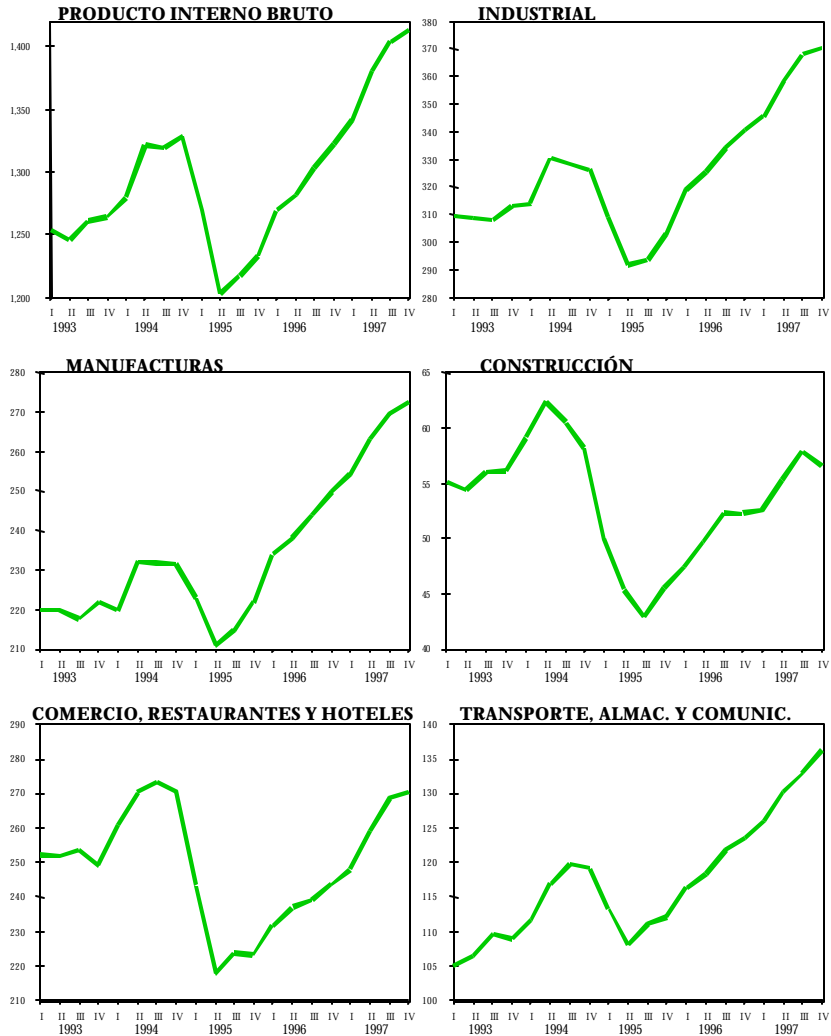 PRODUCTO INTERNO BRUTO
1,400
1,350
1,300
1,250
1,200
I II III IV I II III IV I II III IV I II III IV I II III IV
1993 1994 1995 1996 1997
INDUSTRIAL
380
370
360
350
340
330
320
310
300
290
280
I II III IV I II III IV I II III IV I II III IV I II III IV
1993 1994 1995 1996 1997
MANUFACTURAS
280
270
260
250
240
230
220
210
I II III IV I II III IV I II III IV I II III IV I II III IV
1993 1994 1995 1996 1997
CONSTRUCCIÓN
65
60
55
50
45
40
I II III IV I II III IV I II III IV I II III IV I II III IV
1993 1994 1995 1996 1997
COMERCIO, RESTAURANTES Y HOTELES
290
280
270
260
250
240
230
220
210
I II III IV I II III IV I II III IV I II III IV I II III IV
1993 1994 1995 1996 1997
TRANSPORTE, ALMAC. Y COMUNIC.
140
135
130
125
120
115
110
105
100
I II III IV I II III IV I II III IV I II III IV I II III IV
1993 1994 1995 1996 1997